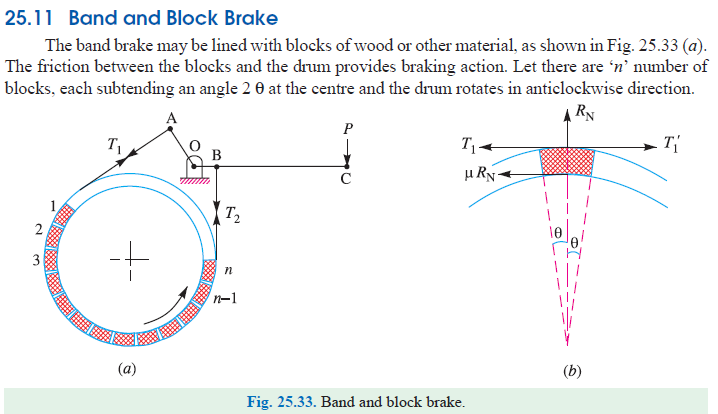 25.11 Band and Block Brake
The band brake may be lined with blocks of wood or other material, as shown in Fig. 25.33 (a).
The friction between the blocks and the drum provides braking action. Let there are ‘n’ number of
blocks, each subtending an angle 2 θ at the centre and the drum rotates in anticlockwise direction.
A
T₁
O
B
P
C
T₂
1
2
3
n
n–1
(a)
R_N
T₁
T₁′
μ R_N
θ
θ
(b)
Fig. 25.33. Band and block brake.